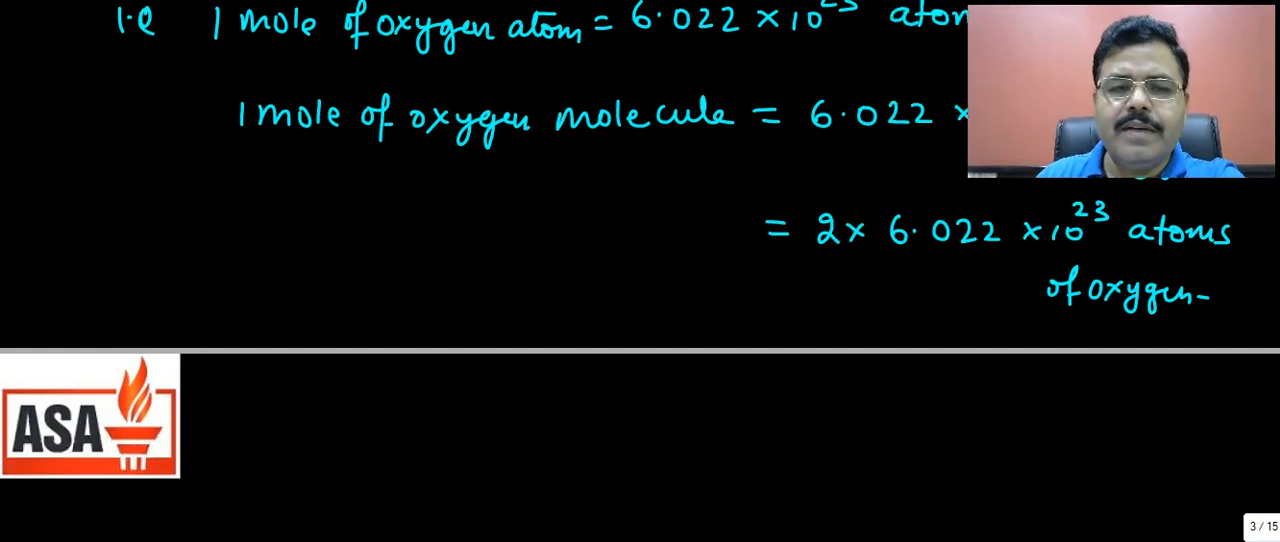 i.e 1 mole of oxygen atom = 6.022 × 10²³ atom
1 mole of oxygen molecule = 6.022 ×
= 2 × 6.022 × 10²³ atoms
of oxygen-
ASA
3 / 15